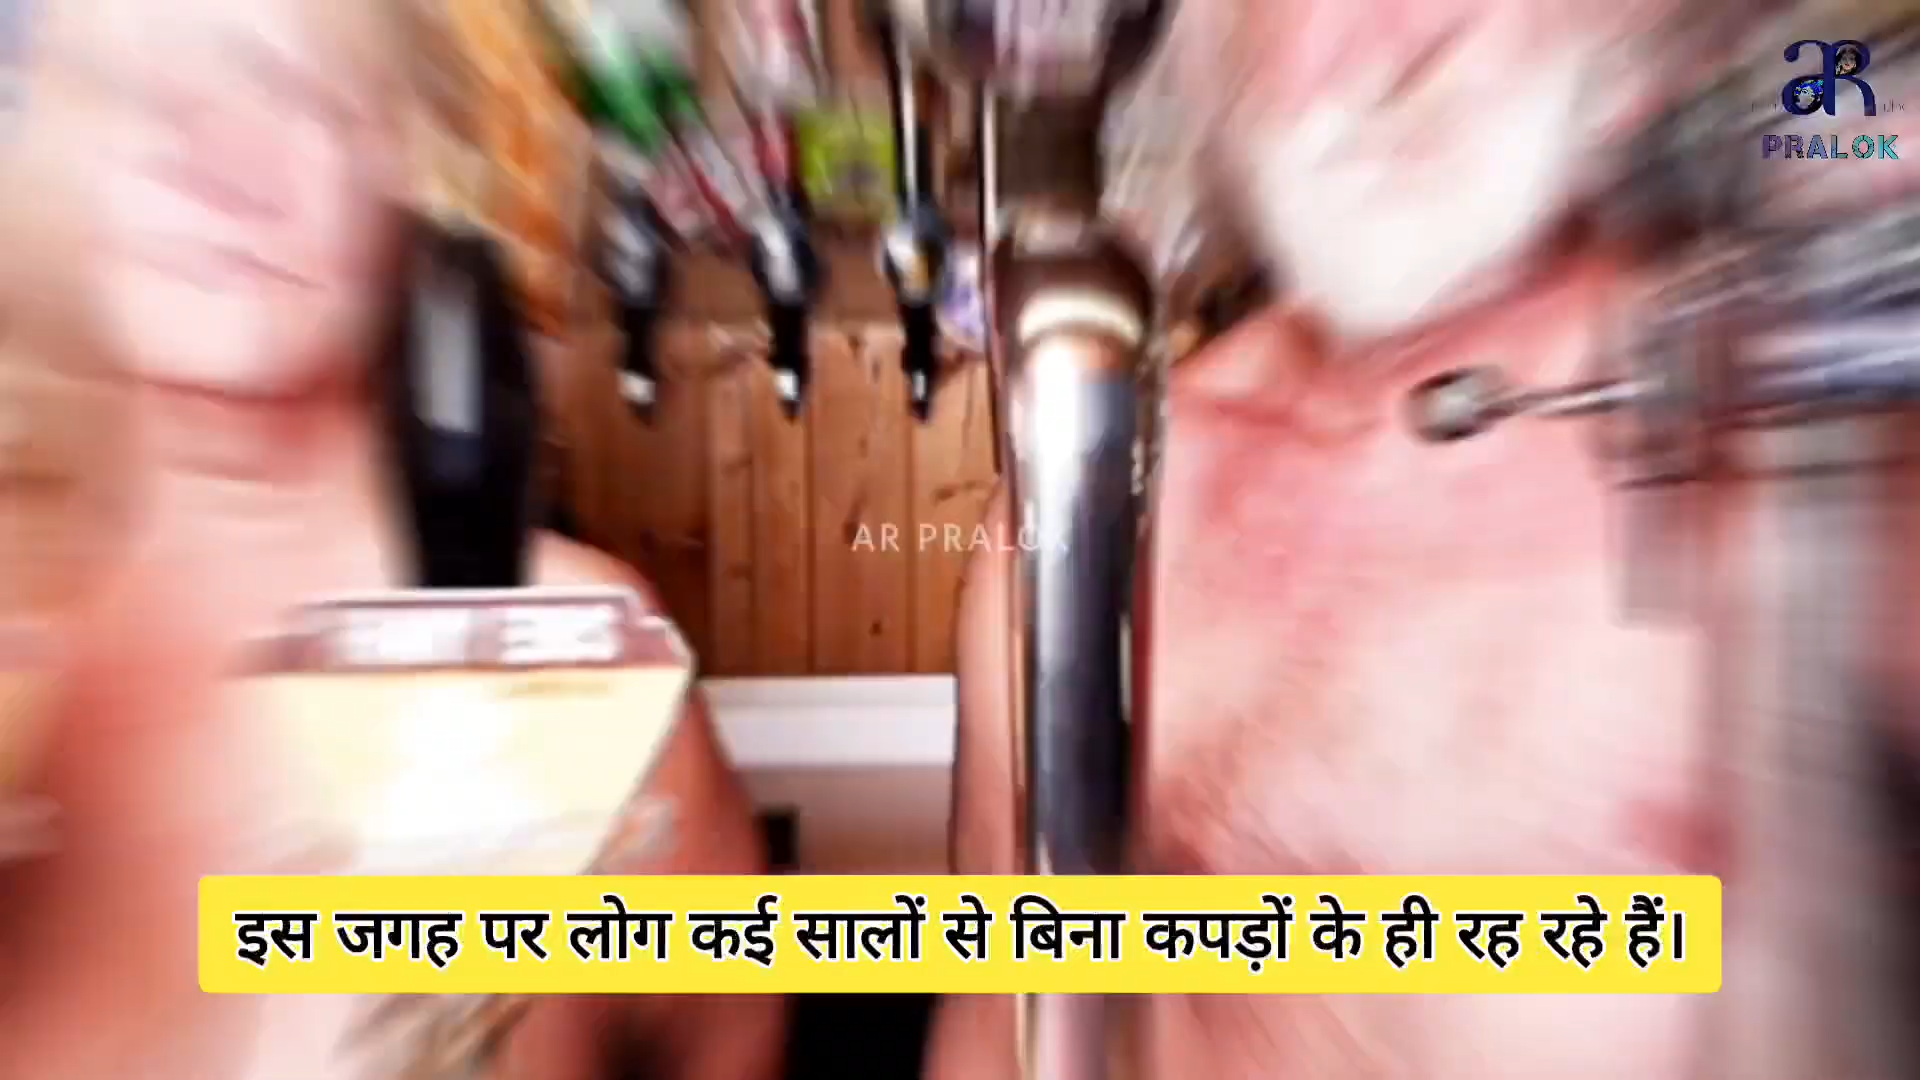 PRALOK
AR PRALOK
इस जगह पर लोग कई सालों से बिना कपड़ों के ही रह रहे हैं।